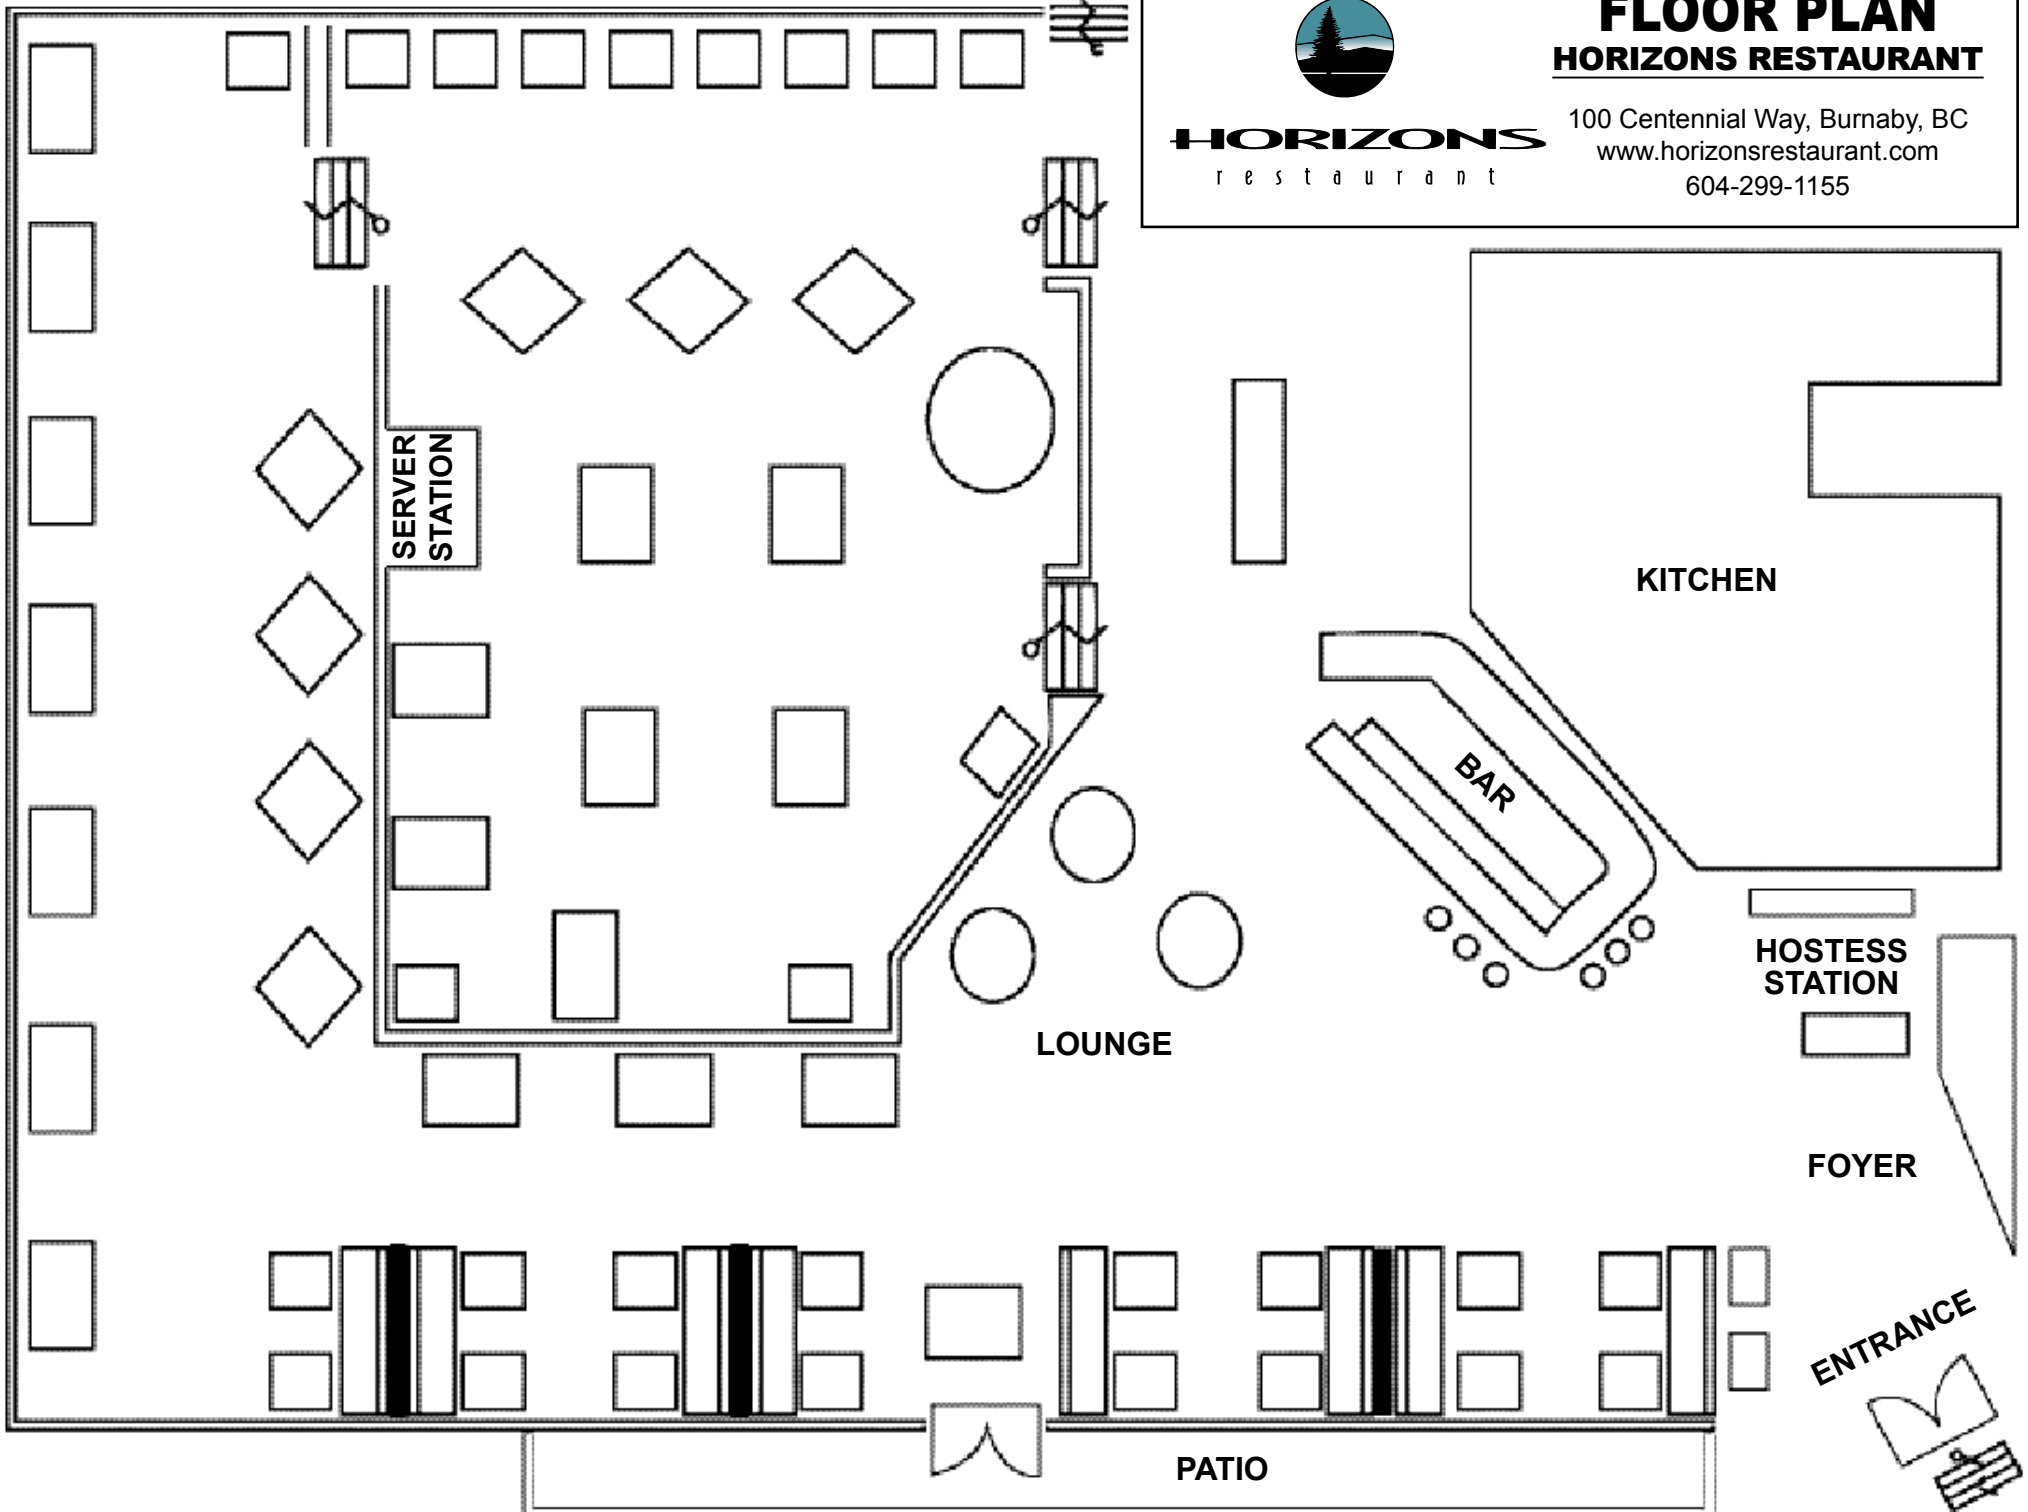 FLOOR PLAN
HORIZONS RESTAURANT
HORIZONS
restaurant
100 Centennial Way, Burnaby, BC
www.horizonsrestaurant.com
604-299-1155
SERVER
STATION
KITCHEN
BAR
HOSTESS
STATION
LOUNGE
FOYER
ENTRANCE
PATIO